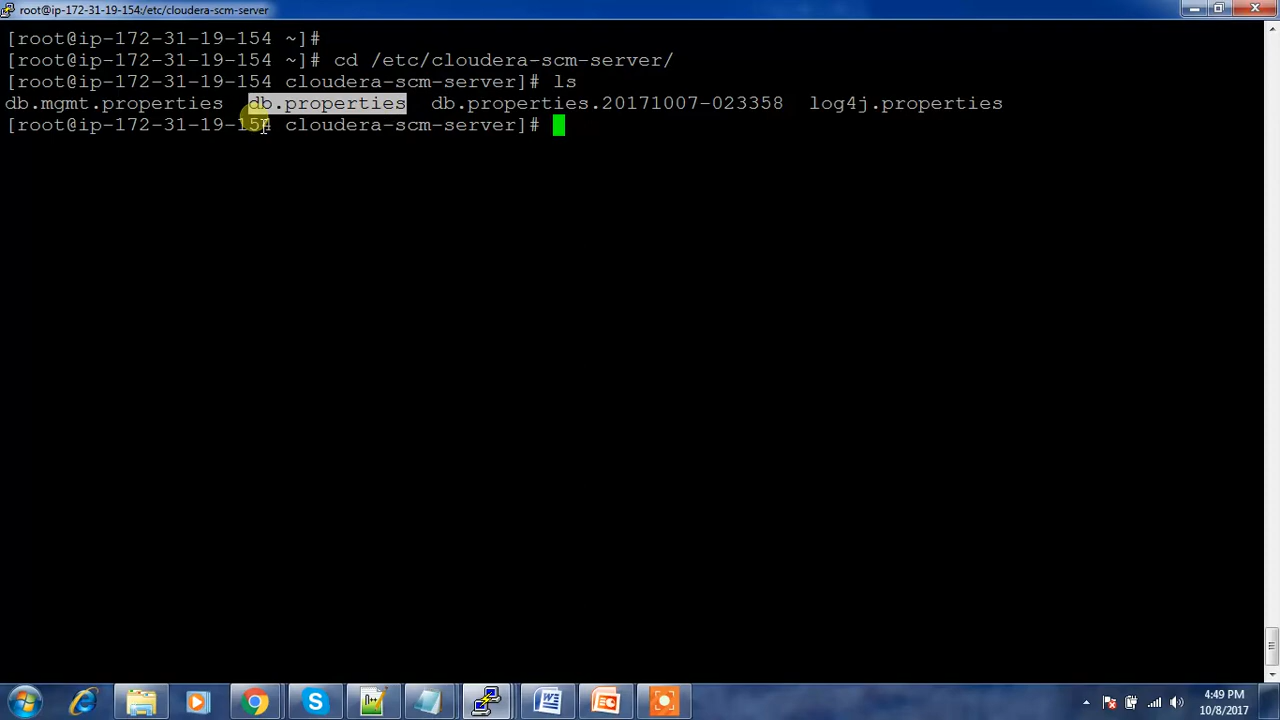 root@ip-172-31-19-154:/etc/cloudera-scm-server
[root@ip-172-31-19-154 ~]#
[root@ip-172-31-19-154 ~]# cd /etc/cloudera-scm-server/
[root@ip-172-31-19-154 cloudera-scm-server]# ls
db.mgmt.properties  db.properties  db.properties.20171007-023358  log4j.properties
[root@ip-172-31-19-154 cloudera-scm-server]#
4:49 PM
10/8/2017